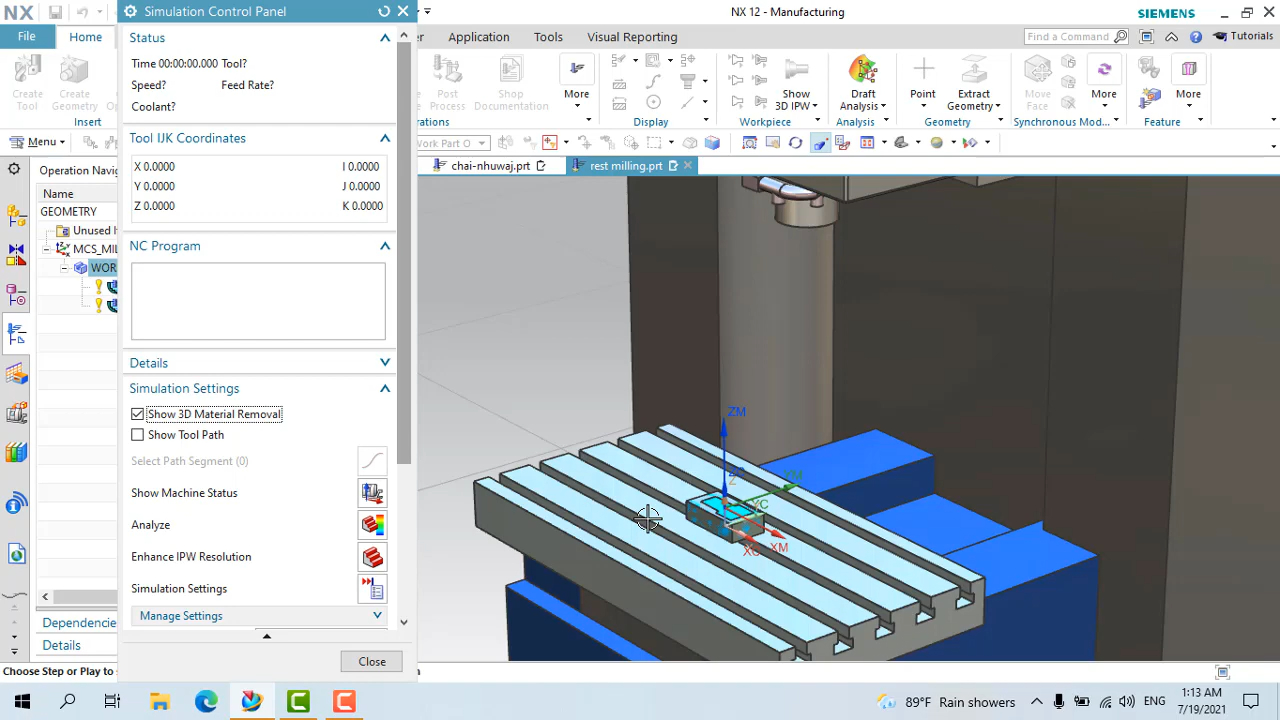 NX
Simulation Control Panel
NX 12 - Manufacturing
SIEMENS
File
Home
Application
Tools
Visual Reporting
Find a Command
Tutorials
Create Tool
Create Geometry
Insert
Post Process
Shop Documentation
More
Display
Show 3D IPW
Workpiece
Draft Analysis
Analysis
Point
Extract Geometry
Geometry
Move Face
More
Synchronous Mod...
More
Feature
Menu
Work Part O
chai-nhuwaj.prt
rest milling.prt
Operation Navig
Name
GEOMETRY
Unused I
MCS_MIL
WOR
Dependencie
Details
Status
Time 00:00:00.000 Tool?
Speed? Feed Rate?
Coolant?
Tool IJK Coordinates
X 0.0000 I 0.0000
Y 0.0000 J 0.0000
Z 0.0000 K 0.0000
NC Program
Details
Simulation Settings
Show 3D Material Removal
Show Tool Path
Select Path Segment (0)
Show Machine Status
Analyze
Enhance IPW Resolution
Simulation Settings
Manage Settings
Close
ZM
Z
YM
YC
XC
XM
Choose Step or Play to s
89°F Rain showers
ENG
1:13 AM
7/19/2021